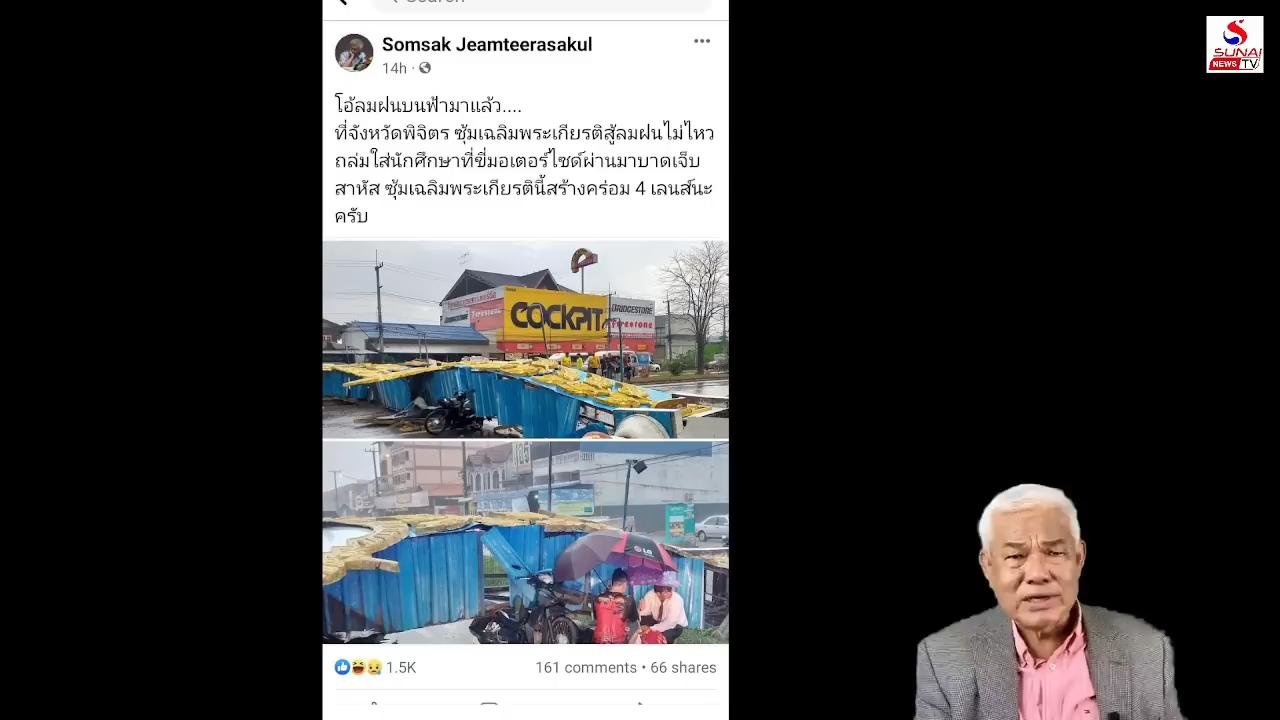 Search
SUNAI
NEWS TV
Somsak Jeamteerasakul
14h
โอ้ลมฝนบนฟ้ามาแล้ว....
ที่จังหวัดพิจิตร ซุ้มเฉลิมพระเกียรติสู้ลมฝนไม่ไหว
ถล่มใส่นักศึกษาที่ขี่มอเตอร์ไซด์ผ่านมาบาดเจ็บ
สาหัส ซุ้มเฉลิมพระเกียรตินี้สร้างคร่อม 4 เลนส์นะ
ครับ
COCKPIT
BRIDGESTONE
Firestone
Firestone
LG
1.5K
161 comments • 66 shares